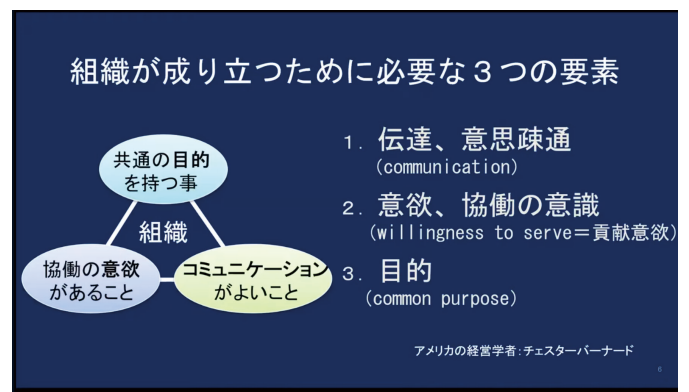 組織が成り立つために必要な３つの要素
共通の目的
を持つ事
組織
協働の意欲
があること
コミュニケーション
がよいこと
１．伝達、意思疎通
(communication)
２．意欲、協働の意識
(willingness to serve＝貢献意欲)
３．目的
(common purpose)
アメリカの経営学者：チェスターバーナード
6